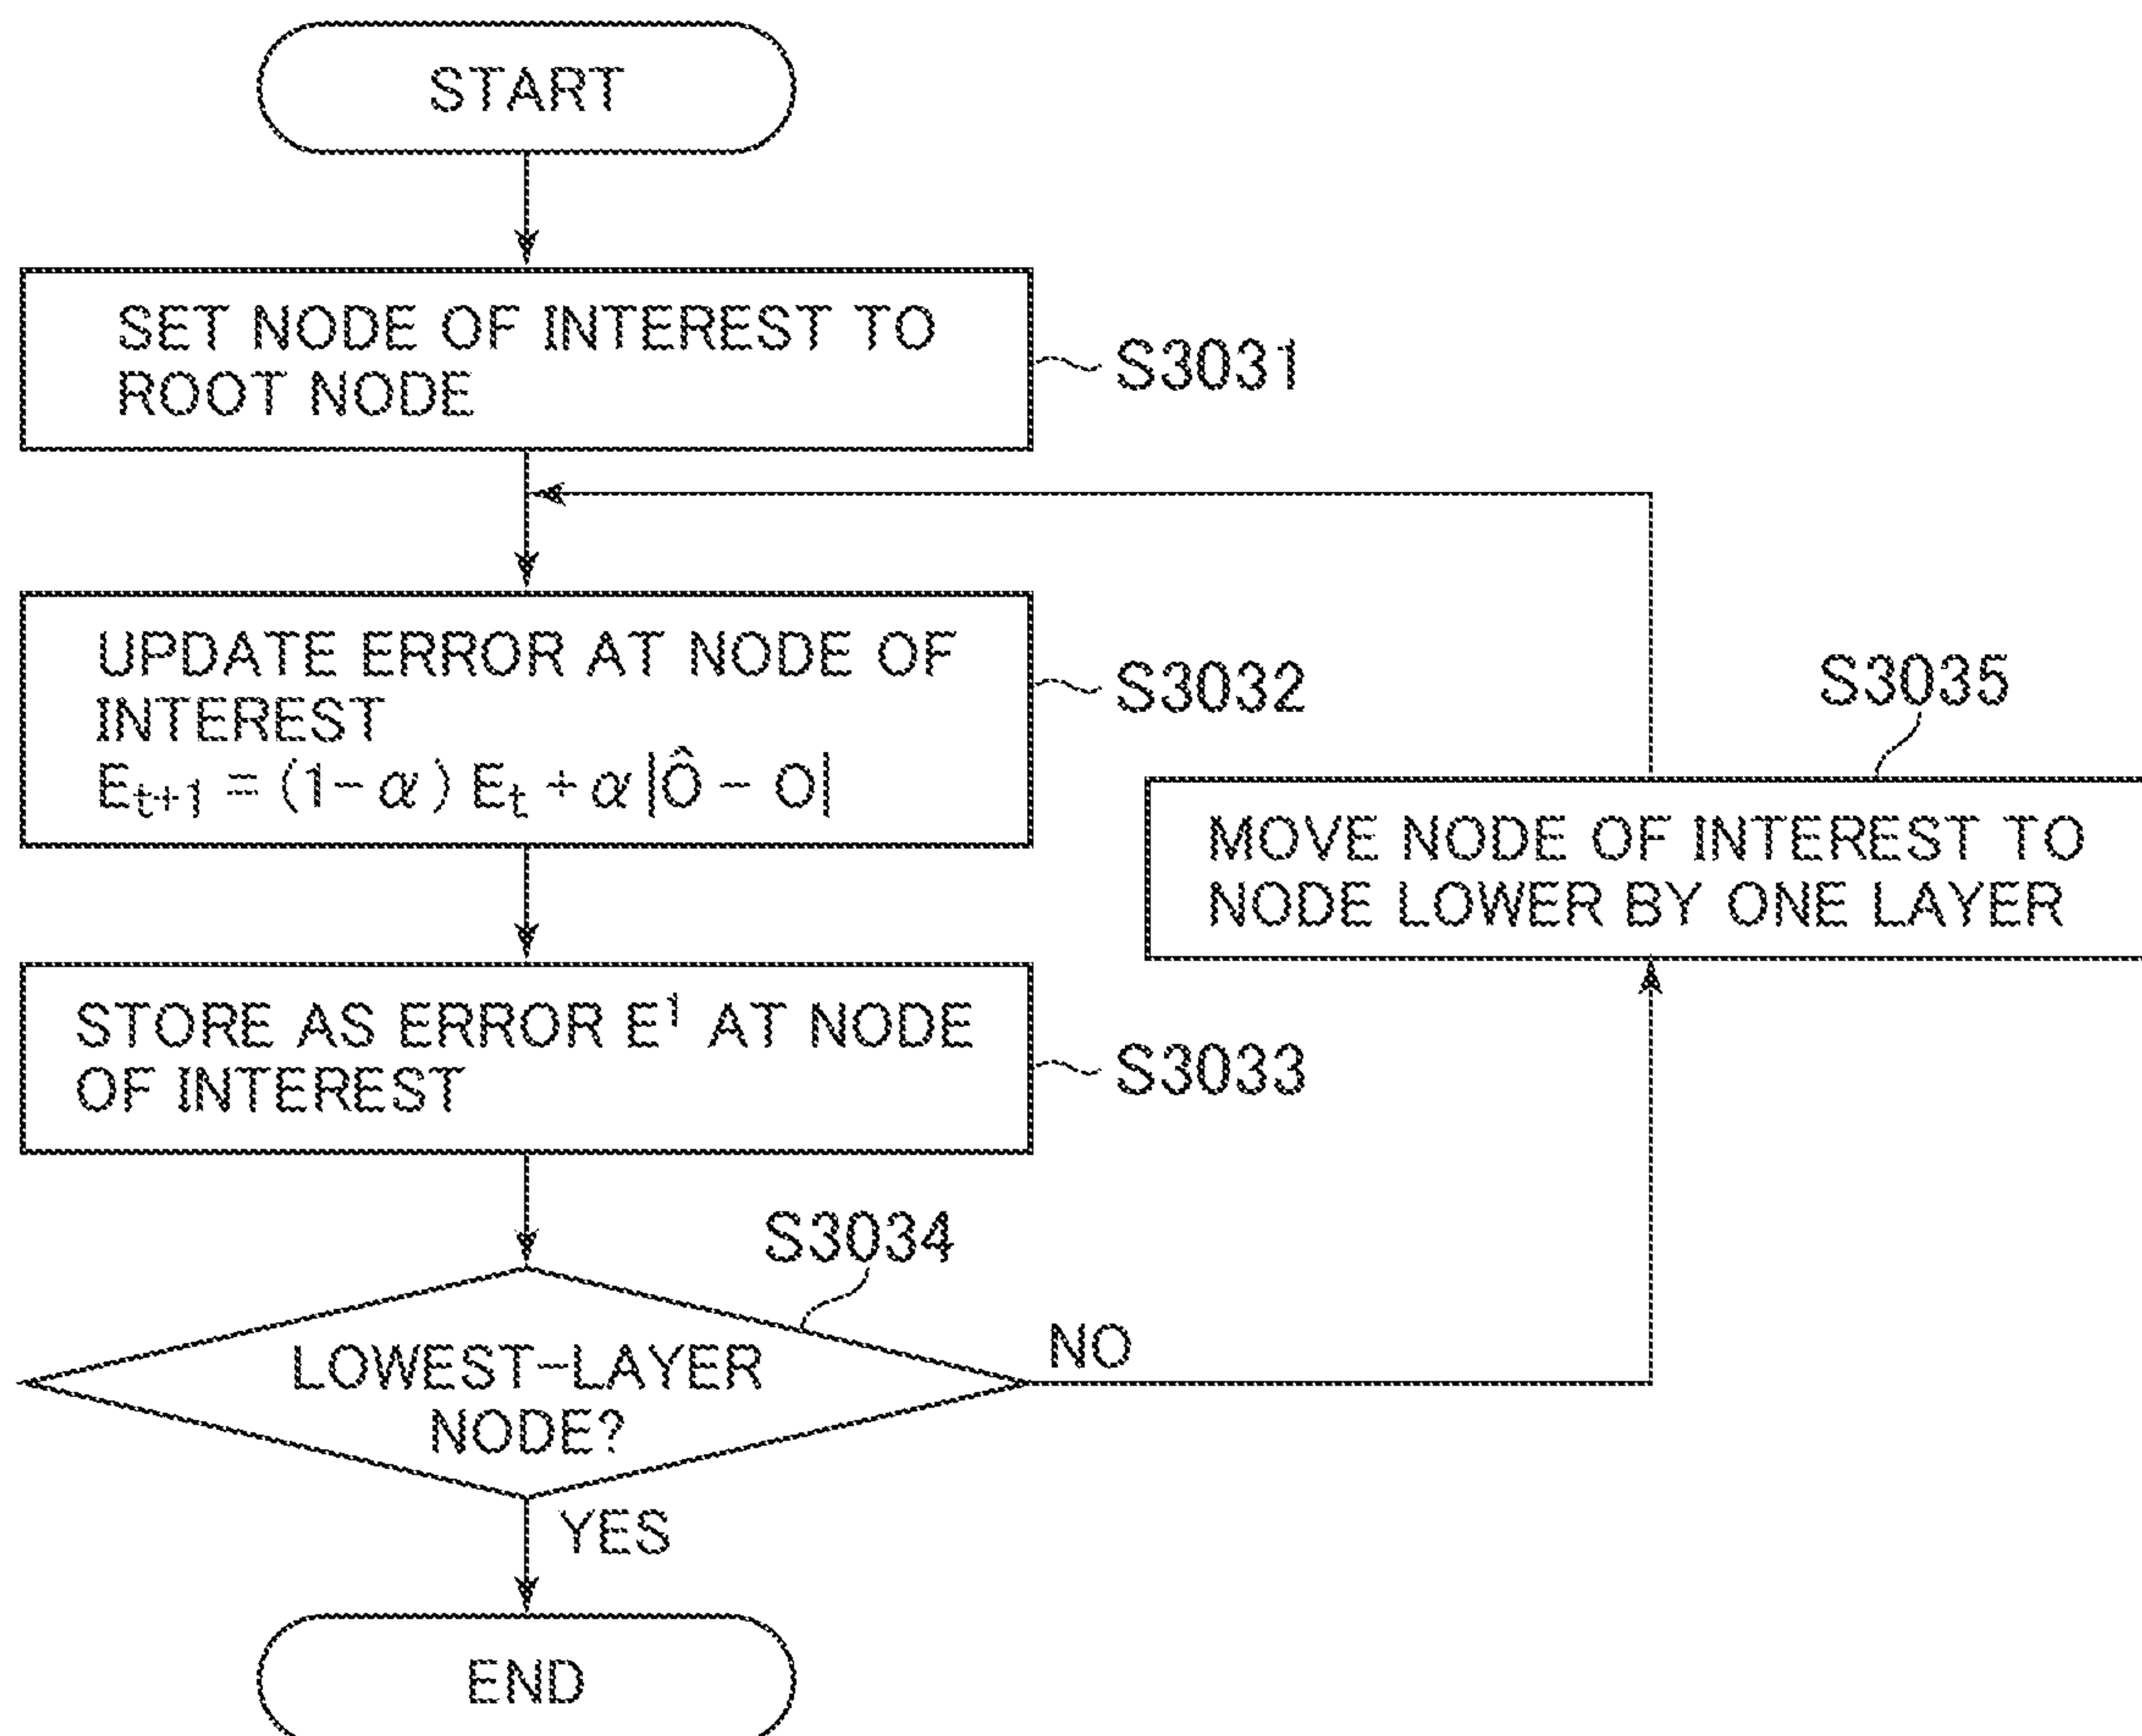 START
SET NODE OF INTEREST TO
ROOT NODE
S3031
UPDATE ERROR AT NODE OF
INTEREST
E_{t+1} = (1-α) E_t + α|Ô - O|
S3032
STORE AS ERROR E¹ AT NODE
OF INTEREST
S3033
S3034
LOWEST-LAYER
NODE?
NO
S3035
MOVE NODE OF INTEREST TO
NODE LOWER BY ONE LAYER
YES
END